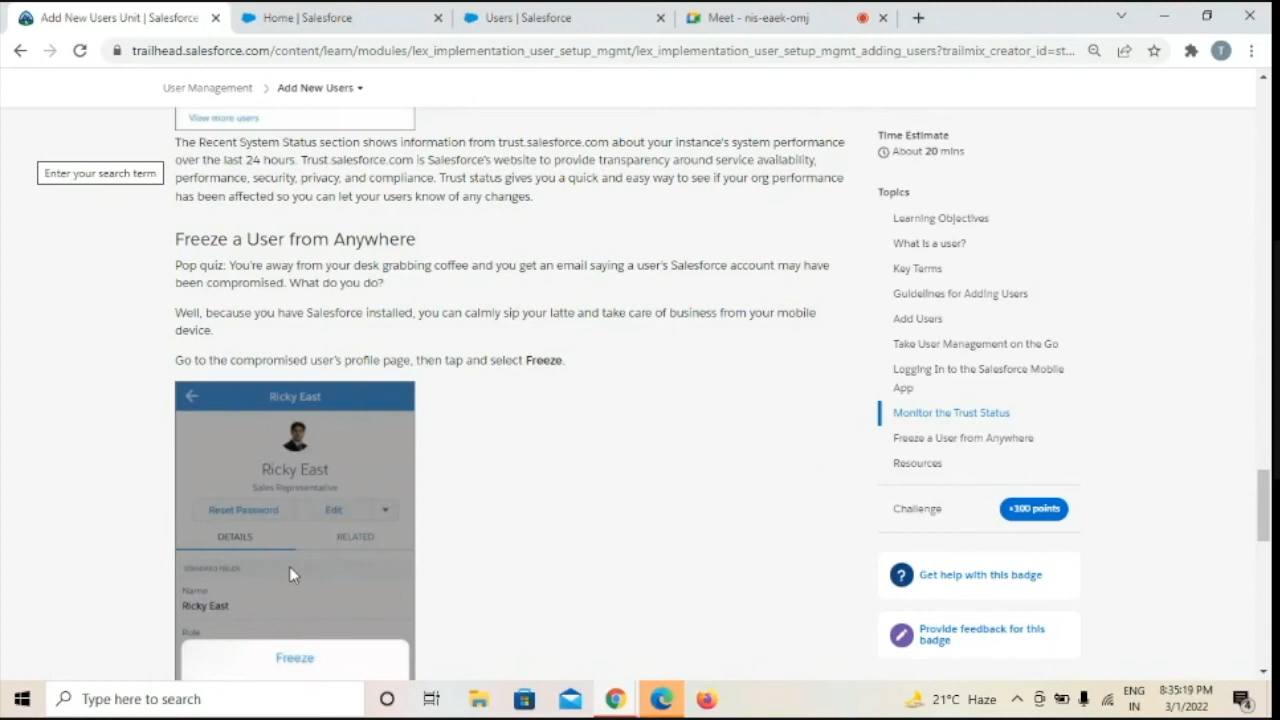 Add New Users Unit | Salesforce
Home | Salesforce
Users | Salesforce
Meet - nis-eaek-omj
trailhead.salesforce.com/content/learn/modules/lex_implementation_user_setup_mgmt/lex_implementation_user_setup_mgmt_adding_users?trailmix_creator_id=st...
T
User Management > Add New Users
View more users
The Recent System Status section shows information from trust.salesforce.com about your instance's system performance
over the last 24 hours. Trust.salesforce.com is Salesforce's website to provide transparency around service availability,
performance, security, privacy, and compliance. Trust status gives you a quick and easy way to see if your org performance
has been affected so you can let your users know of any changes.
Enter your search term
Freeze a User from Anywhere
Pop quiz: You're away from your desk grabbing coffee and you get an email saying a user's Salesforce account may have
been compromised. What do you do?
Well, because you have Salesforce installed, you can calmly sip your latte and take care of business from your mobile
device.
Go to the compromised user's profile page, then tap and select Freeze.
Ricky East
Ricky East
Sales Representative
Reset Password
Edit
DETAILS
RELATED
STANDARD FIELDS
Name
Ricky East
Role
Freeze
Time Estimate
About 20 mins
Topics
Learning Objectives
What Is a user?
Key Terms
Guidelines for Adding Users
Add Users
Take User Management on the Go
Logging In to the Salesforce Mobile
App
Monitor the Trust Status
Freeze a User from Anywhere
Resources
Challenge
+100 points
? Get help with this badge
Provide feedback for this
badge
Type here to search
21°C Haze
ENG
IN
8:35:19 PM
3/1/2022
4